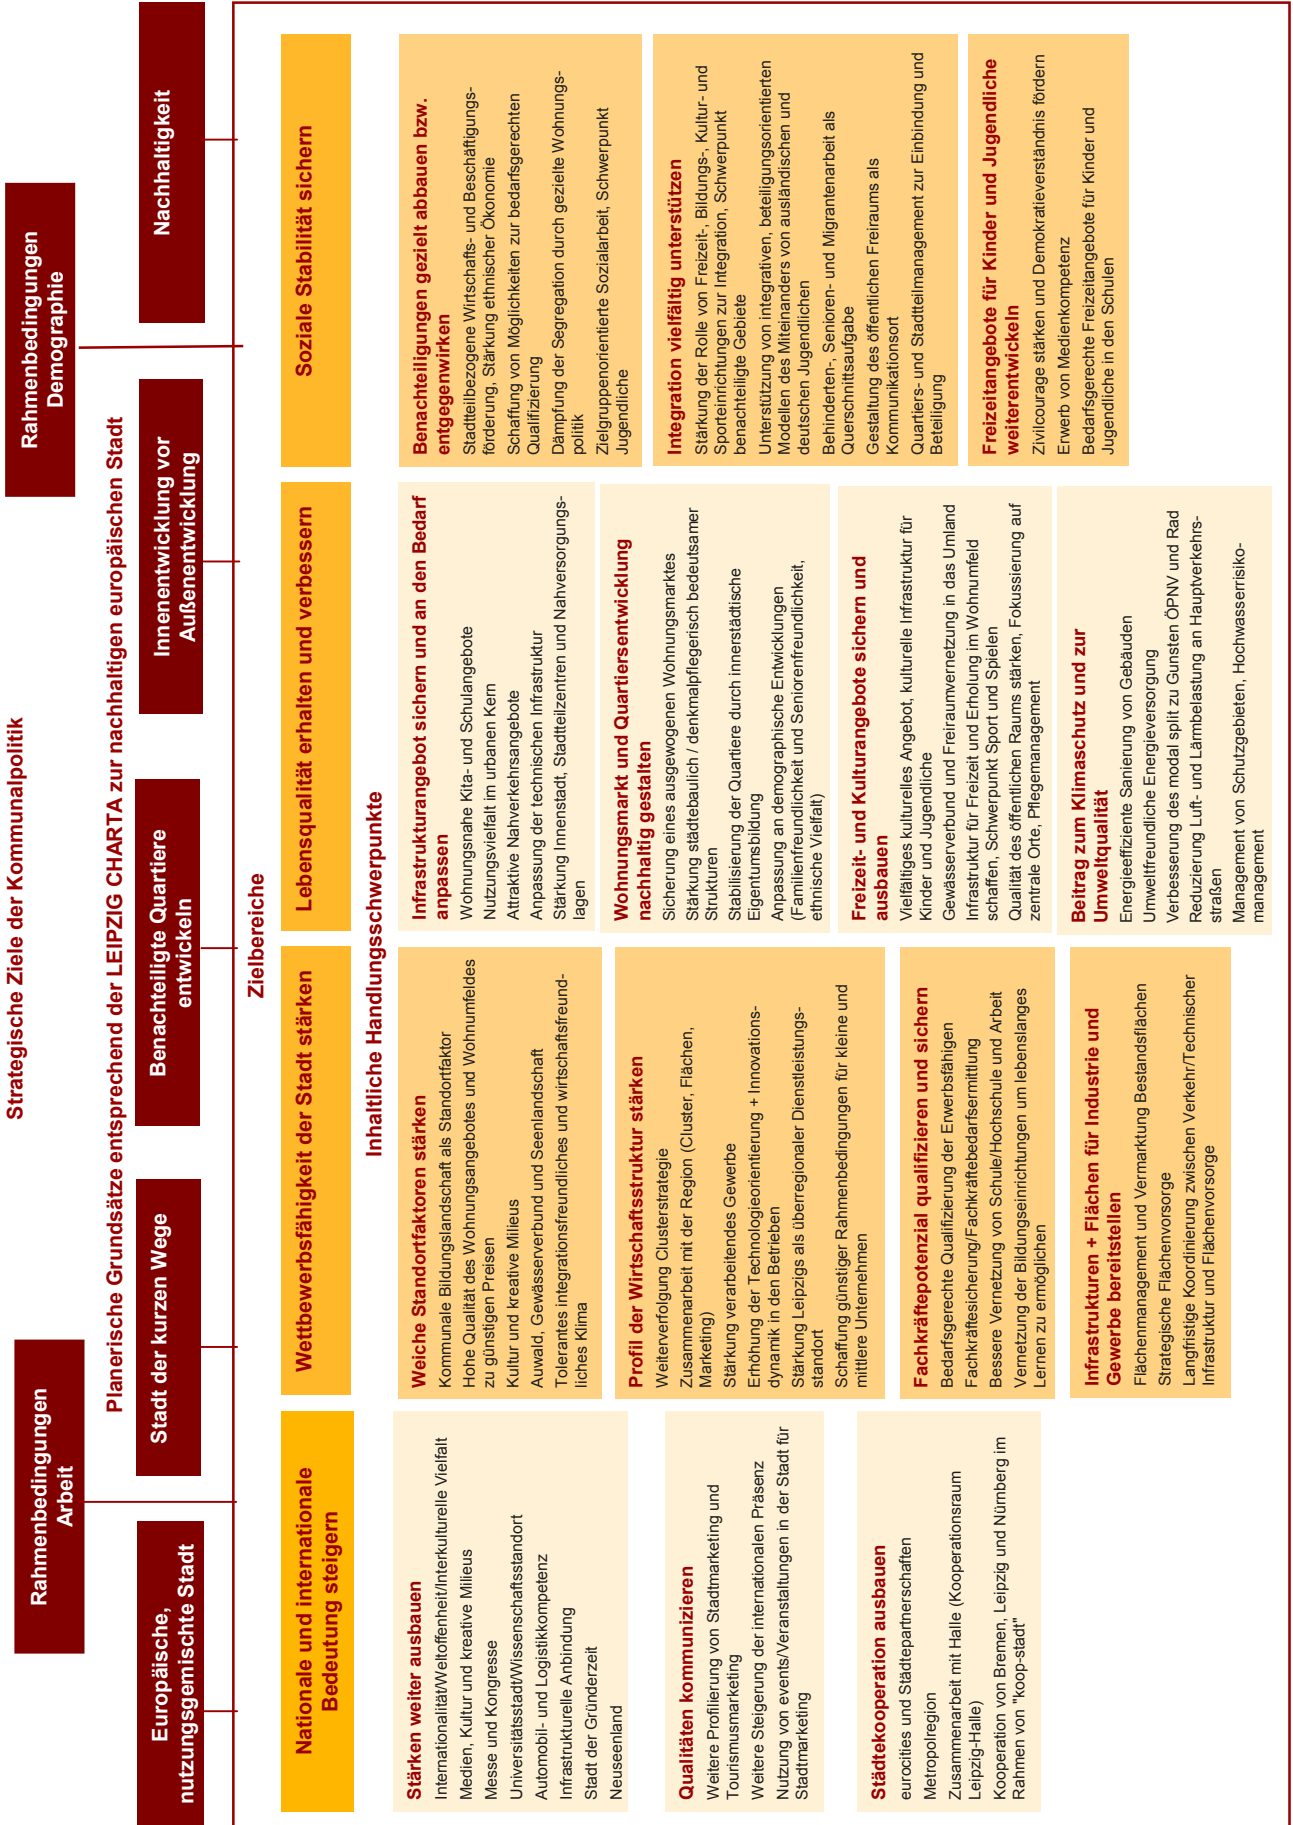 Strategische Ziele der Kommunalpolitik
Rahmenbedingungen
Arbeit
Rahmenbedingungen
Demographie
Planerische Grundsätze entsprechend der LEIPZIG CHARTA zur nachhaltigen europäischen Stadt
Europäische,
nutzungsgemischte Stadt
Stadt der kurzen Wege
Benachteiligte Quartiere
entwickeln
Innenentwicklung vor
Außenentwicklung
Nachhaltigkeit
Zielbereiche
Nationale und internationale
Bedeutung steigern
Wettbewerbsfähigkeit der Stadt stärken
Lebensqualität erhalten und verbessern
Soziale Stabilität sichern
Inhaltliche Handlungsschwerpunkte
Stärken weiter ausbauen
Internationalität/Weltoffenheit/Interkulturelle Vielfalt
Medien, Kultur und kreative Milieus
Messe und Kongresse
Universitätsstadt/Wissenschaftsstandort
Automobil- und Logistikkompetenz
Infrastrukturelle Anbindung
Stadt der Gründerzeit
Neuseenland
Qualitäten kommunizieren
Weitere Profilierung von Stadtmarketing und
Tourismusmarketing
Weitere Steigerung der internationalen Präsenz
Nutzung von events/Veranstaltungen in der Stadt für
Stadtmarketing
Städtekooperation ausbauen
eurocities und Städtepartnerschaften
Metropolregion
Zusammenarbeit mit Halle (Kooperationsraum
Leipzig-Halle)
Kooperation von Bremen, Leipzig und Nürnberg im
Rahmen von "koop-stadt"
Weiche Standortfaktoren stärken
Kommunale Bildungslandschaft als Standortfaktor
Hohe Qualität des Wohnungsangebotes und Wohnumfeldes
zu günstigen Preisen
Kultur und kreative Milieus
Auwald, Gewässerverbund und Seenlandschaft
Tolerantes integrationsfreundliches und wirtschaftsfreund-
liches Klima
Profil der Wirtschaftsstruktur stärken
Weiterverfolgung Clusterstrategie
Zusammenarbeit mit der Region (Cluster, Flächen,
Marketing)
Stärkung verarbeitendes Gewerbe
Erhöhung der Technologieorientierung + Innovations-
dynamik in den Betrieben
Stärkung Leipzigs als überregionaler Dienstleistungs-
standort
Schaffung günstiger Rahmenbedingungen für kleine und
mittlere Unternehmen
Fachkräftepotenzial qualifizieren und sichern
Bedarfsgerechte Qualifizierung der Erwerbsfähigen
Fachkräftesicherung/Fachkräftebedarfsermittlung
Bessere Vernetzung von Schule/Hochschule und Arbeit
Vernetzung der Bildungseinrichtungen um lebenslanges
Lernen zu ermöglichen
Infrastrukturen + Flächen für Industrie und
Gewerbe bereitstellen
Flächenmanagement und Vermarktung Bestandsflächen
Strategische Flächenvorsorge
Langfristige Koordinierung zwischen Verkehr/Technischer
Infrastruktur und Flächenvorsorge
Infrastrukturangebot sichern und an den Bedarf
anpassen
Wohnungsnahe Kita- und Schulangebote
Nutzungsvielfalt im urbanen Kern
Attraktive Nahverkehrsangebote
Anpassung der technischen Infrastruktur
Stärkung Innenstadt, Stadtteilzentren und Nahversorgungs-
lagen
Wohnungsmarkt und Quartiersentwicklung
nachhaltig gestalten
Sicherung eines ausgewogenen Wohnungsmarktes
Stärkung städtebaulich / denkmalpflegerisch bedeutsamer
Strukturen
Stabilisierung der Quartiere durch innerstädtische
Eigentumsbildung
Anpassung an demographische Entwicklungen
(Familienfreundlichkeit und Seniorenfreundlichkeit,
ethnische Vielfalt)
Freizeit- und Kulturangebote sichern und
ausbauen
Vielfältiges kulturelles Angebot, kulturelle Infrastruktur für
Kinder und Jugendliche
Gewässerverbund und Freiraumvernetzung in das Umland
Infrastruktur für Freizeit und Erholung im Wohnumfeld
schaffen, Schwerpunkt Sport und Spielen
Qualität des öffentlichen Raums stärken, Fokussierung auf
zentrale Orte, Pflegemanagement
Beitrag zum Klimaschutz und zur
Umweltqualität
Energieeffiziente Sanierung von Gebäuden
Umweltfreundliche Energieversorgung
Verbesserung des modal split zu Gunsten ÖPNV und Rad
Reduzierung Luft- und Lärmbelastung an Hauptverkehrs-
straßen
Management von Schutzgebieten, Hochwasserrisiko-
management
Benachteiligungen gezielt abbauen bzw.
entgegenwirken
Stadtteilbezogene Wirtschafts- und Beschäftigungs-
förderung, Stärkung ethnischer Ökonomie
Schaffung von Möglichkeiten zur bedarfsgerechten
Qualifizierung
Dämpfung der Segregation durch gezielte Wohnungs-
politik
Zielgruppenorientierte Sozialarbeit, Schwerpunkt
Jugendliche
Integration vielfältig unterstützen
Stärkung der Rolle von Freizeit-, Bildungs-, Kultur- und
Sporteinrichtungen zur Integration, Schwerpunkt
benachteiligte Gebiete
Unterstützung von integrativen, beteiligungsorientierten
Modellen des Miteinanders von ausländischen und
deutschen Jugendlichen
Behinderten-, Senioren- und Migrantenarbeit als
Querschnittsaufgabe
Gestaltung des öffentlichen Freiraums als
Kommunikationsort
Quartiers- und Stadtteilmanagement zur Einbindung und
Beteiligung
Freizeitangebote für Kinder und Jugendliche
weiterentwickeln
Zivilcourage stärken und Demokratieverständnis fördern
Erwerb von Medienkompetenz
Bedarfsgerechte Freizeitangebote für Kinder und
Jugendliche in den Schulen